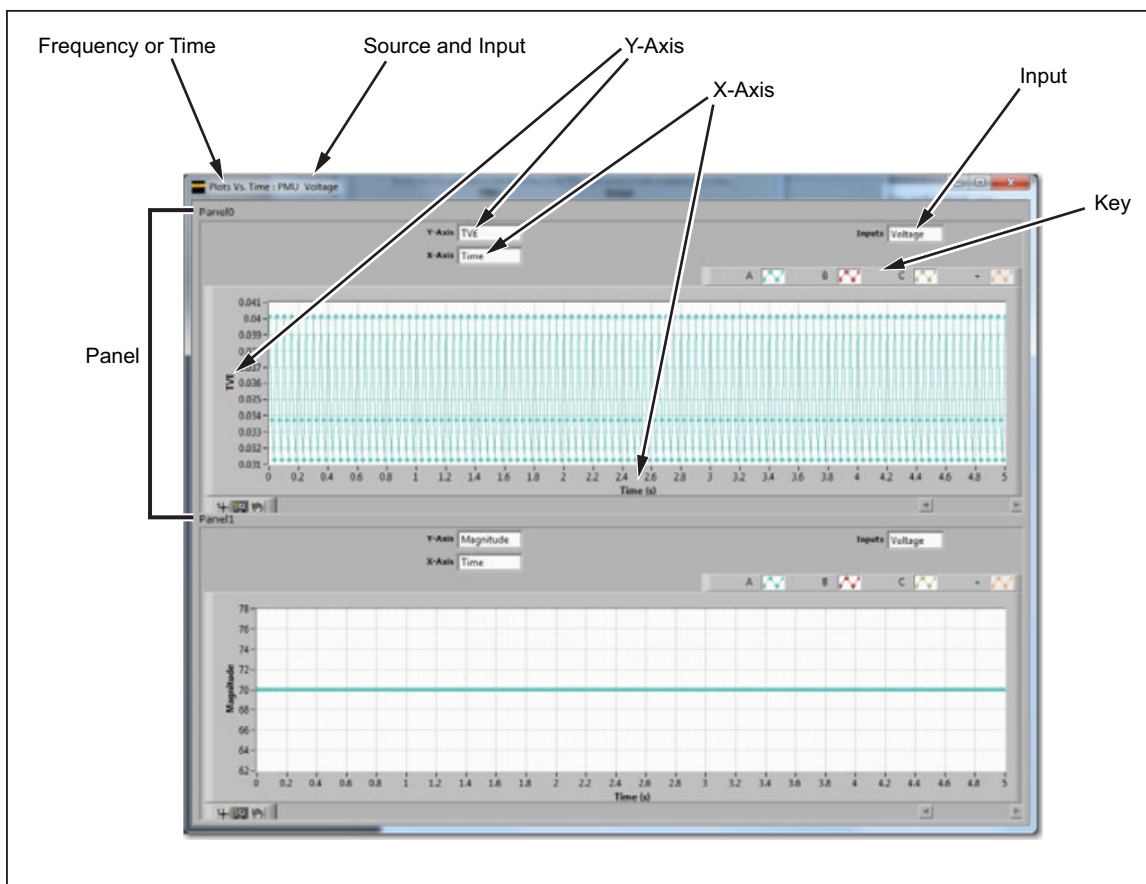 Frequency or Time
Source and Input
Y-Axis
X-Axis
Input
Key
Panel
Plots Vs. Time : PMU Voltage
Panel0
Y-Axis TVE
X-Axis Time
Inputs Voltage
A B C -
0.041
0.04
0.039
0.037
0.036
0.035
0.034
0.033
0.032
0.031
TVE
0 0.2 0.4 0.6 0.8 1 1.2 1.4 1.6 1.8 2 2.2 2.4 2.6 2.8 3 3.2 3.4 3.6 3.8 4 4.2 4.4 4.6 4.8 5
Time (s)
Panel1
Y-Axis Magnitude
X-Axis Time
Inputs Voltage
A B C -
78
76
74
72
70
68
66
64
62
Magnitude
0 0.2 0.4 0.6 0.8 1 1.2 1.4 1.6 1.8 2 2.2 2.4 2.6 2.8 3 3.2 3.4 3.6 3.8 4 4.2 4.4 4.6 4.8 5
Time (s)